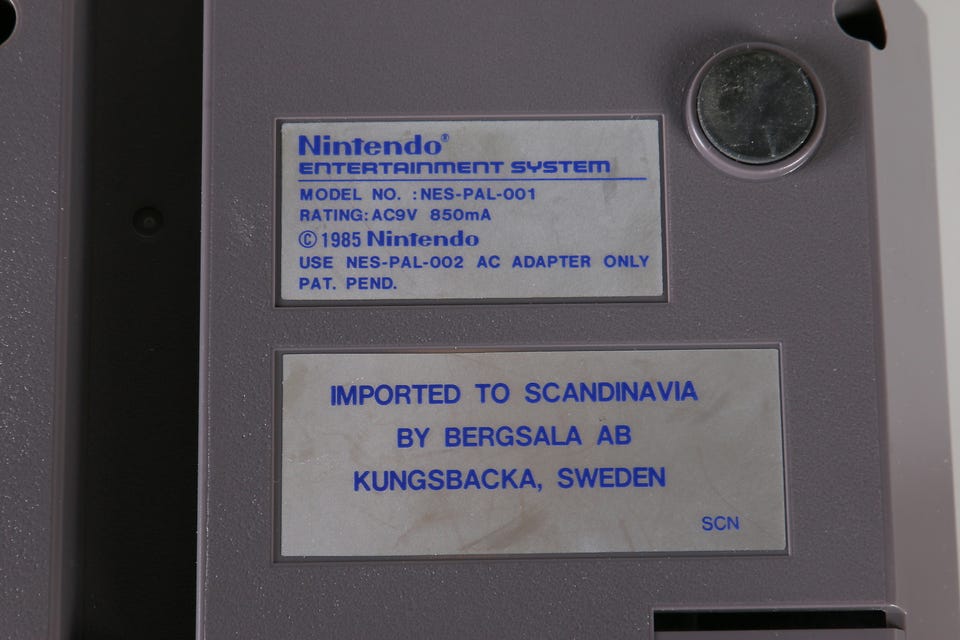 Nintendo®
ENTERTAINMENT SYSTEM
MODEL NO. :NES-PAL-001
RATING:AC9V 850mA
©1985 Nintendo
USE NES-PAL-002 AC ADAPTER ONLY
PAT. PEND.
IMPORTED TO SCANDINAVIA
BY BERGSALA AB
KUNGSBACKA, SWEDEN
SCN